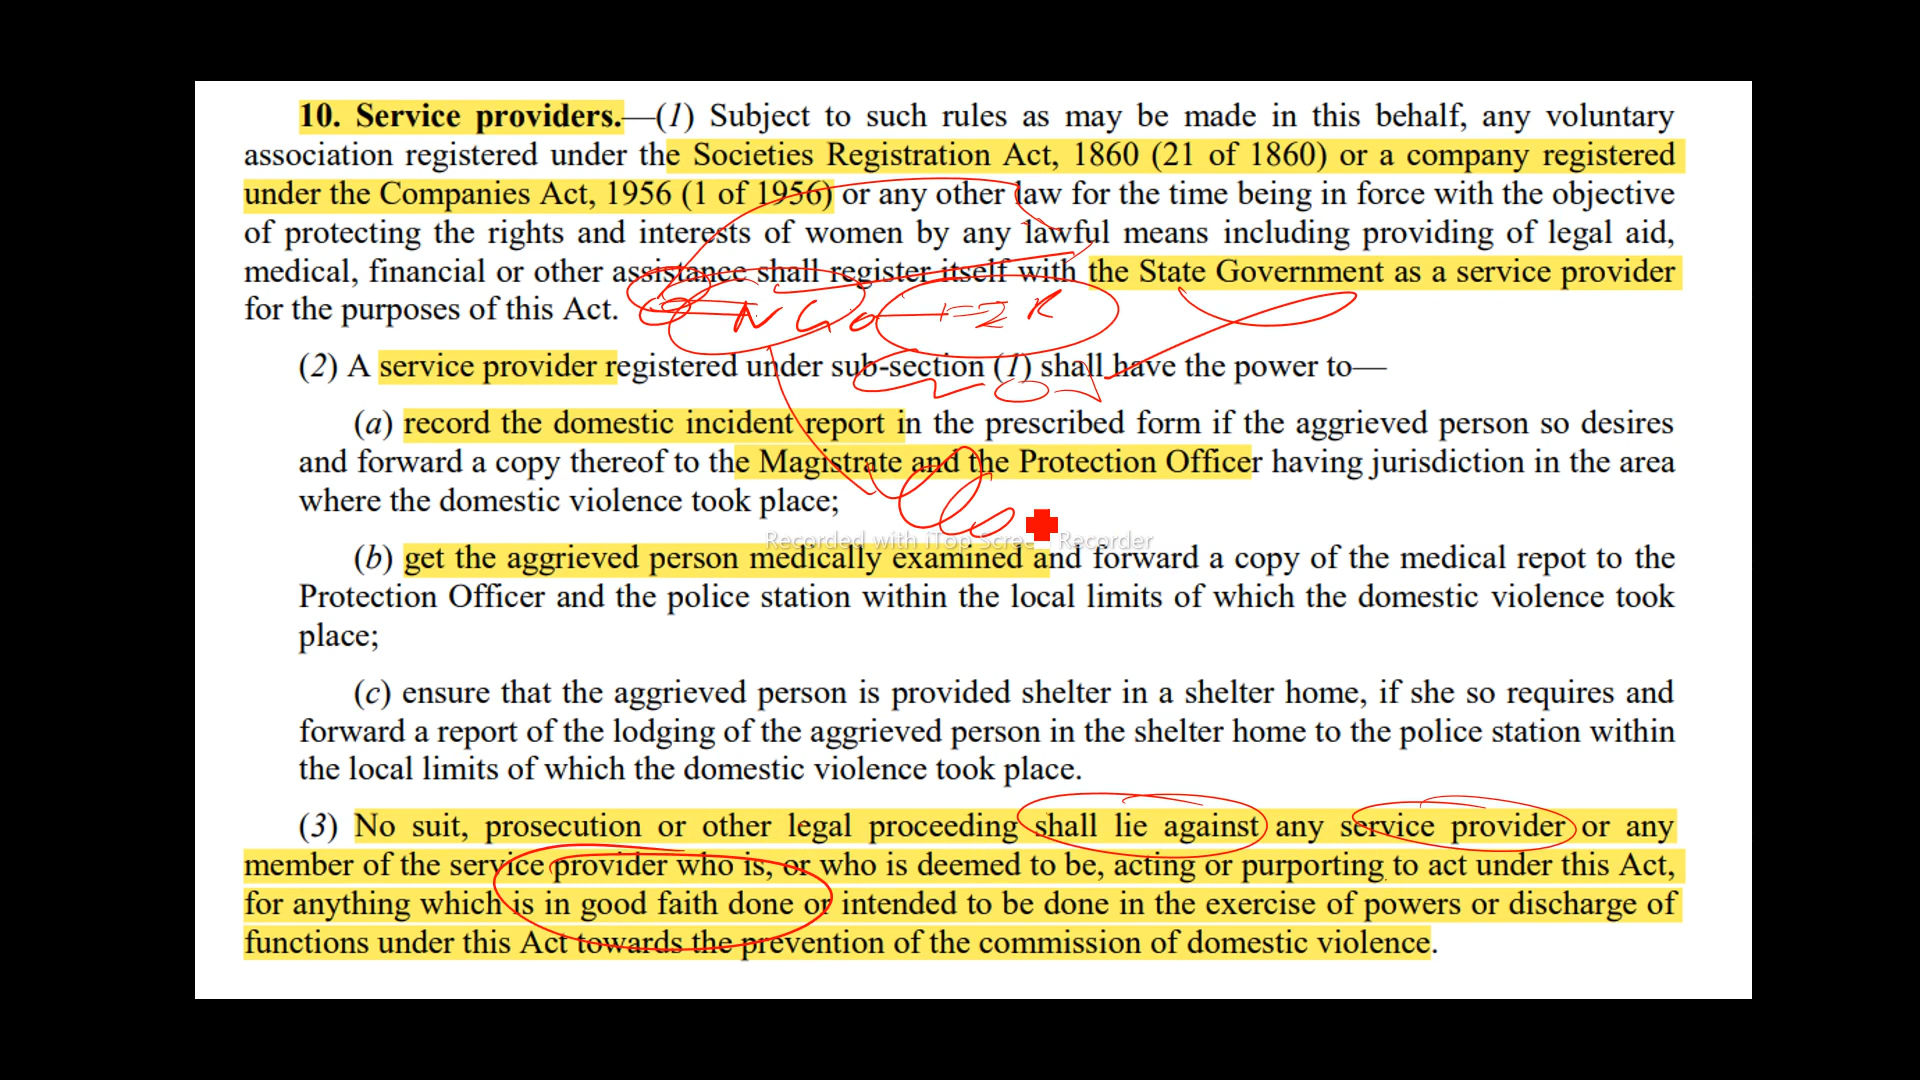 10. Service providers.—(1) Subject to such rules as may be made in this behalf, any voluntary
association registered under the Societies Registration Act, 1860 (21 of 1860) or a company registered
under the Companies Act, 1956 (1 of 1956) or any other law for the time being in force with the objective
of protecting the rights and interests of women by any lawful means including providing of legal aid,
medical, financial or other assistance shall register itself with the State Government as a service provider
for the purposes of this Act.
NGO
(2) A service provider registered under sub-section (1) shall have the power to—
(a) record the domestic incident report in the prescribed form if the aggrieved person so desires
and forward a copy thereof to the Magistrate and the Protection Officer having jurisdiction in the area
where the domestic violence took place;
Recorded with iTop Screen Recorder
(b) get the aggrieved person medically examined and forward a copy of the medical repot to the
Protection Officer and the police station within the local limits of which the domestic violence took
place;
(c) ensure that the aggrieved person is provided shelter in a shelter home, if she so requires and
forward a report of the lodging of the aggrieved person in the shelter home to the police station within
the local limits of which the domestic violence took place.
(3) No suit, prosecution or other legal proceeding shall lie against any service provider or any
member of the service provider who is, or who is deemed to be, acting or purporting to act under this Act,
for anything which is in good faith done or intended to be done in the exercise of powers or discharge of
functions under this Act towards the prevention of the commission of domestic violence.